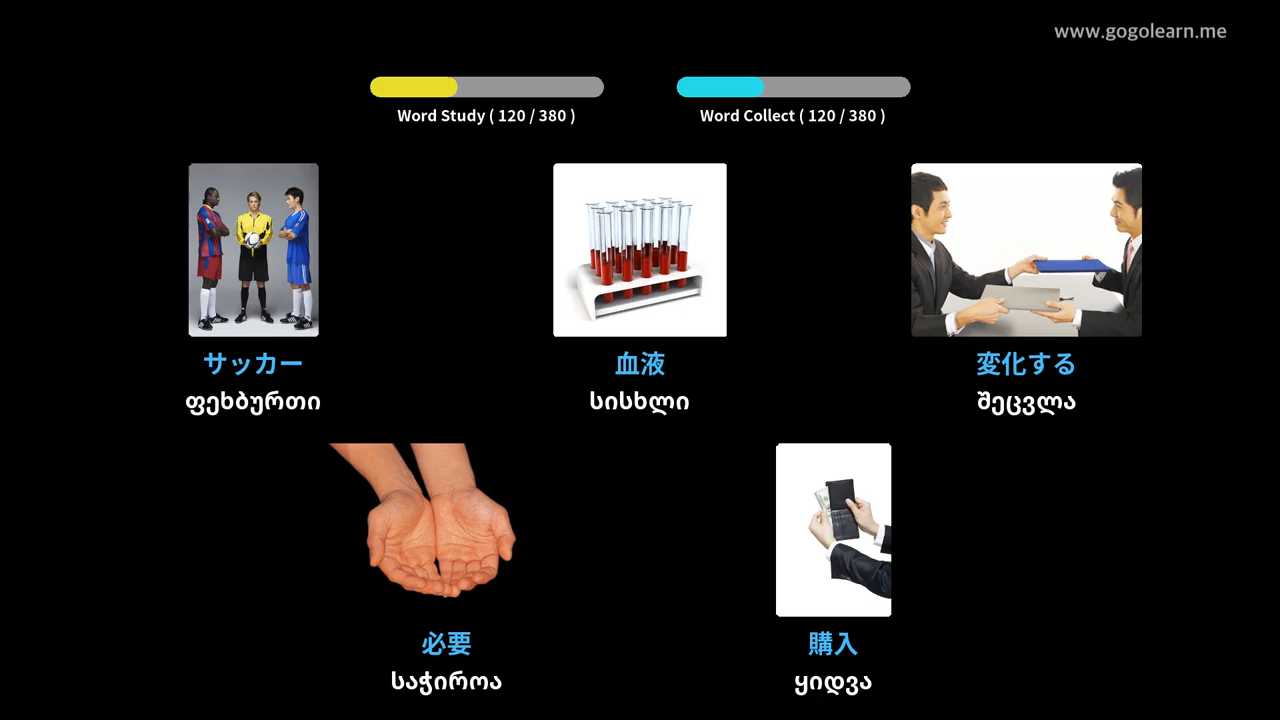 www.gogolearn.me
Word Study ( 120 / 380 )
Word Collect ( 120 / 380 )
サッカー
ფეხბურთი
血液
სისხლი
変化する
შეცვლა
必要
საჭიროა
購入
ყიდვა